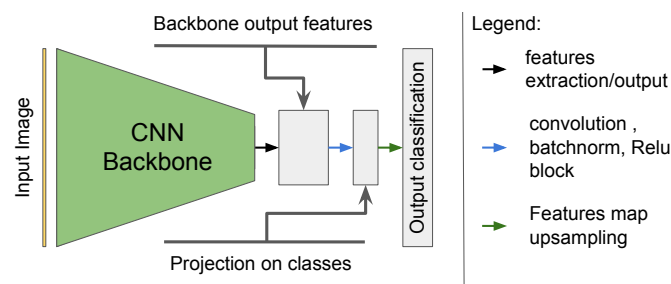 Backbone output features
Input Image
CNN
Backbone
Output classification
Projection on classes
Legend:
features
extraction/output
convolution ,
batchnorm, Relu
block
Features map
upsampling